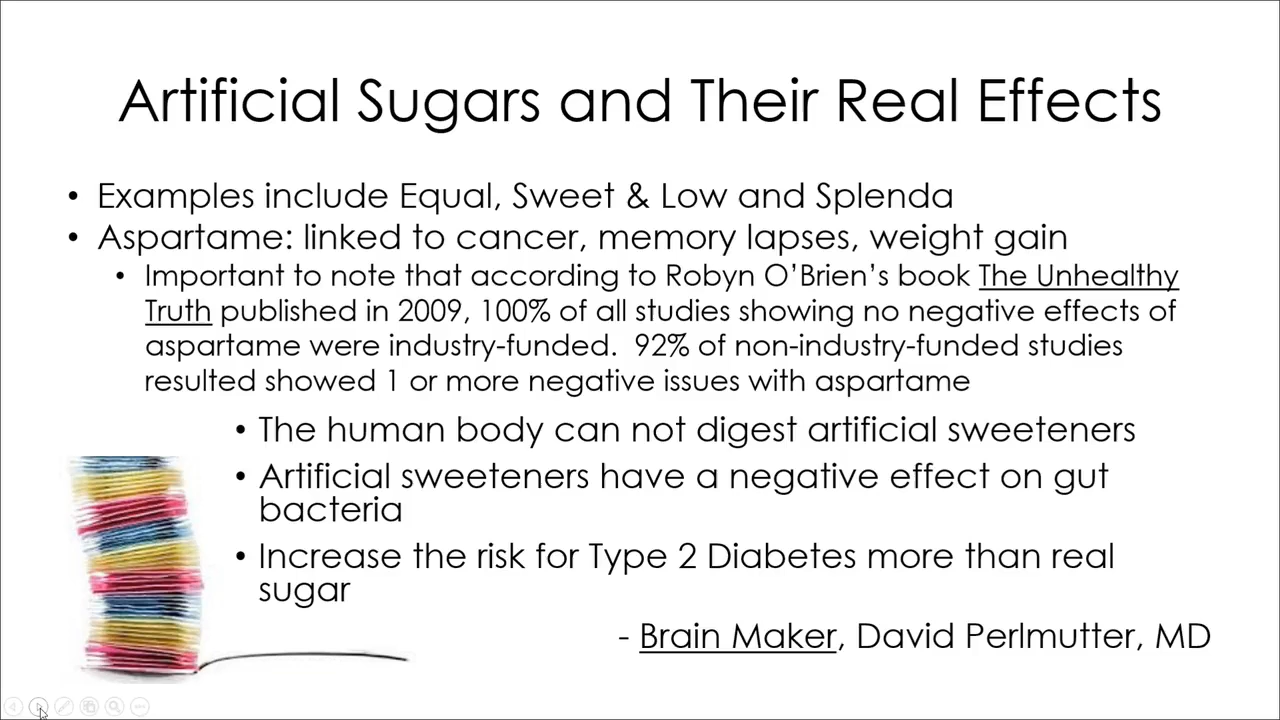 Artificial Sugars and Their Real Effects
• Examples include Equal, Sweet & Low and Splenda
• Aspartame: linked to cancer, memory lapses, weight gain
• Important to note that according to Robyn O’Brien’s book The Unhealthy
Truth published in 2009, 100% of all studies showing no negative effects of
aspartame were industry-funded.  92% of non-industry-funded studies
resulted showed 1 or more negative issues with aspartame
• The human body can not digest artificial sweeteners
• Artificial sweeteners have a negative effect on gut
bacteria
• Increase the risk for Type 2 Diabetes more than real
sugar
- Brain Maker, David Perlmutter, MD